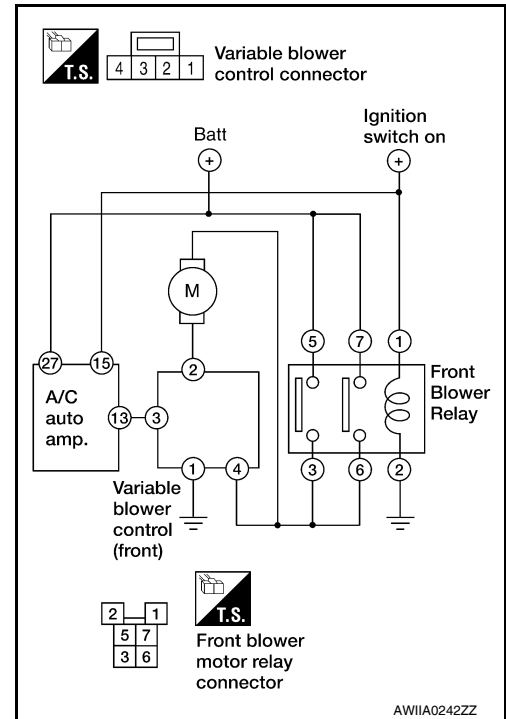 T.S.
4 3 2 1
Variable blower
control connector
Batt
Ignition
switch on
+
+
M
5
7
1
27
15
2
Front
Blower
Relay
A/C
auto
amp.
13
3
1
4
3
6
2
Variable
blower
control
(front)
2 1
5 7
3 6
T.S.
Front blower
motor relay
connector
AWIIA0242ZZ